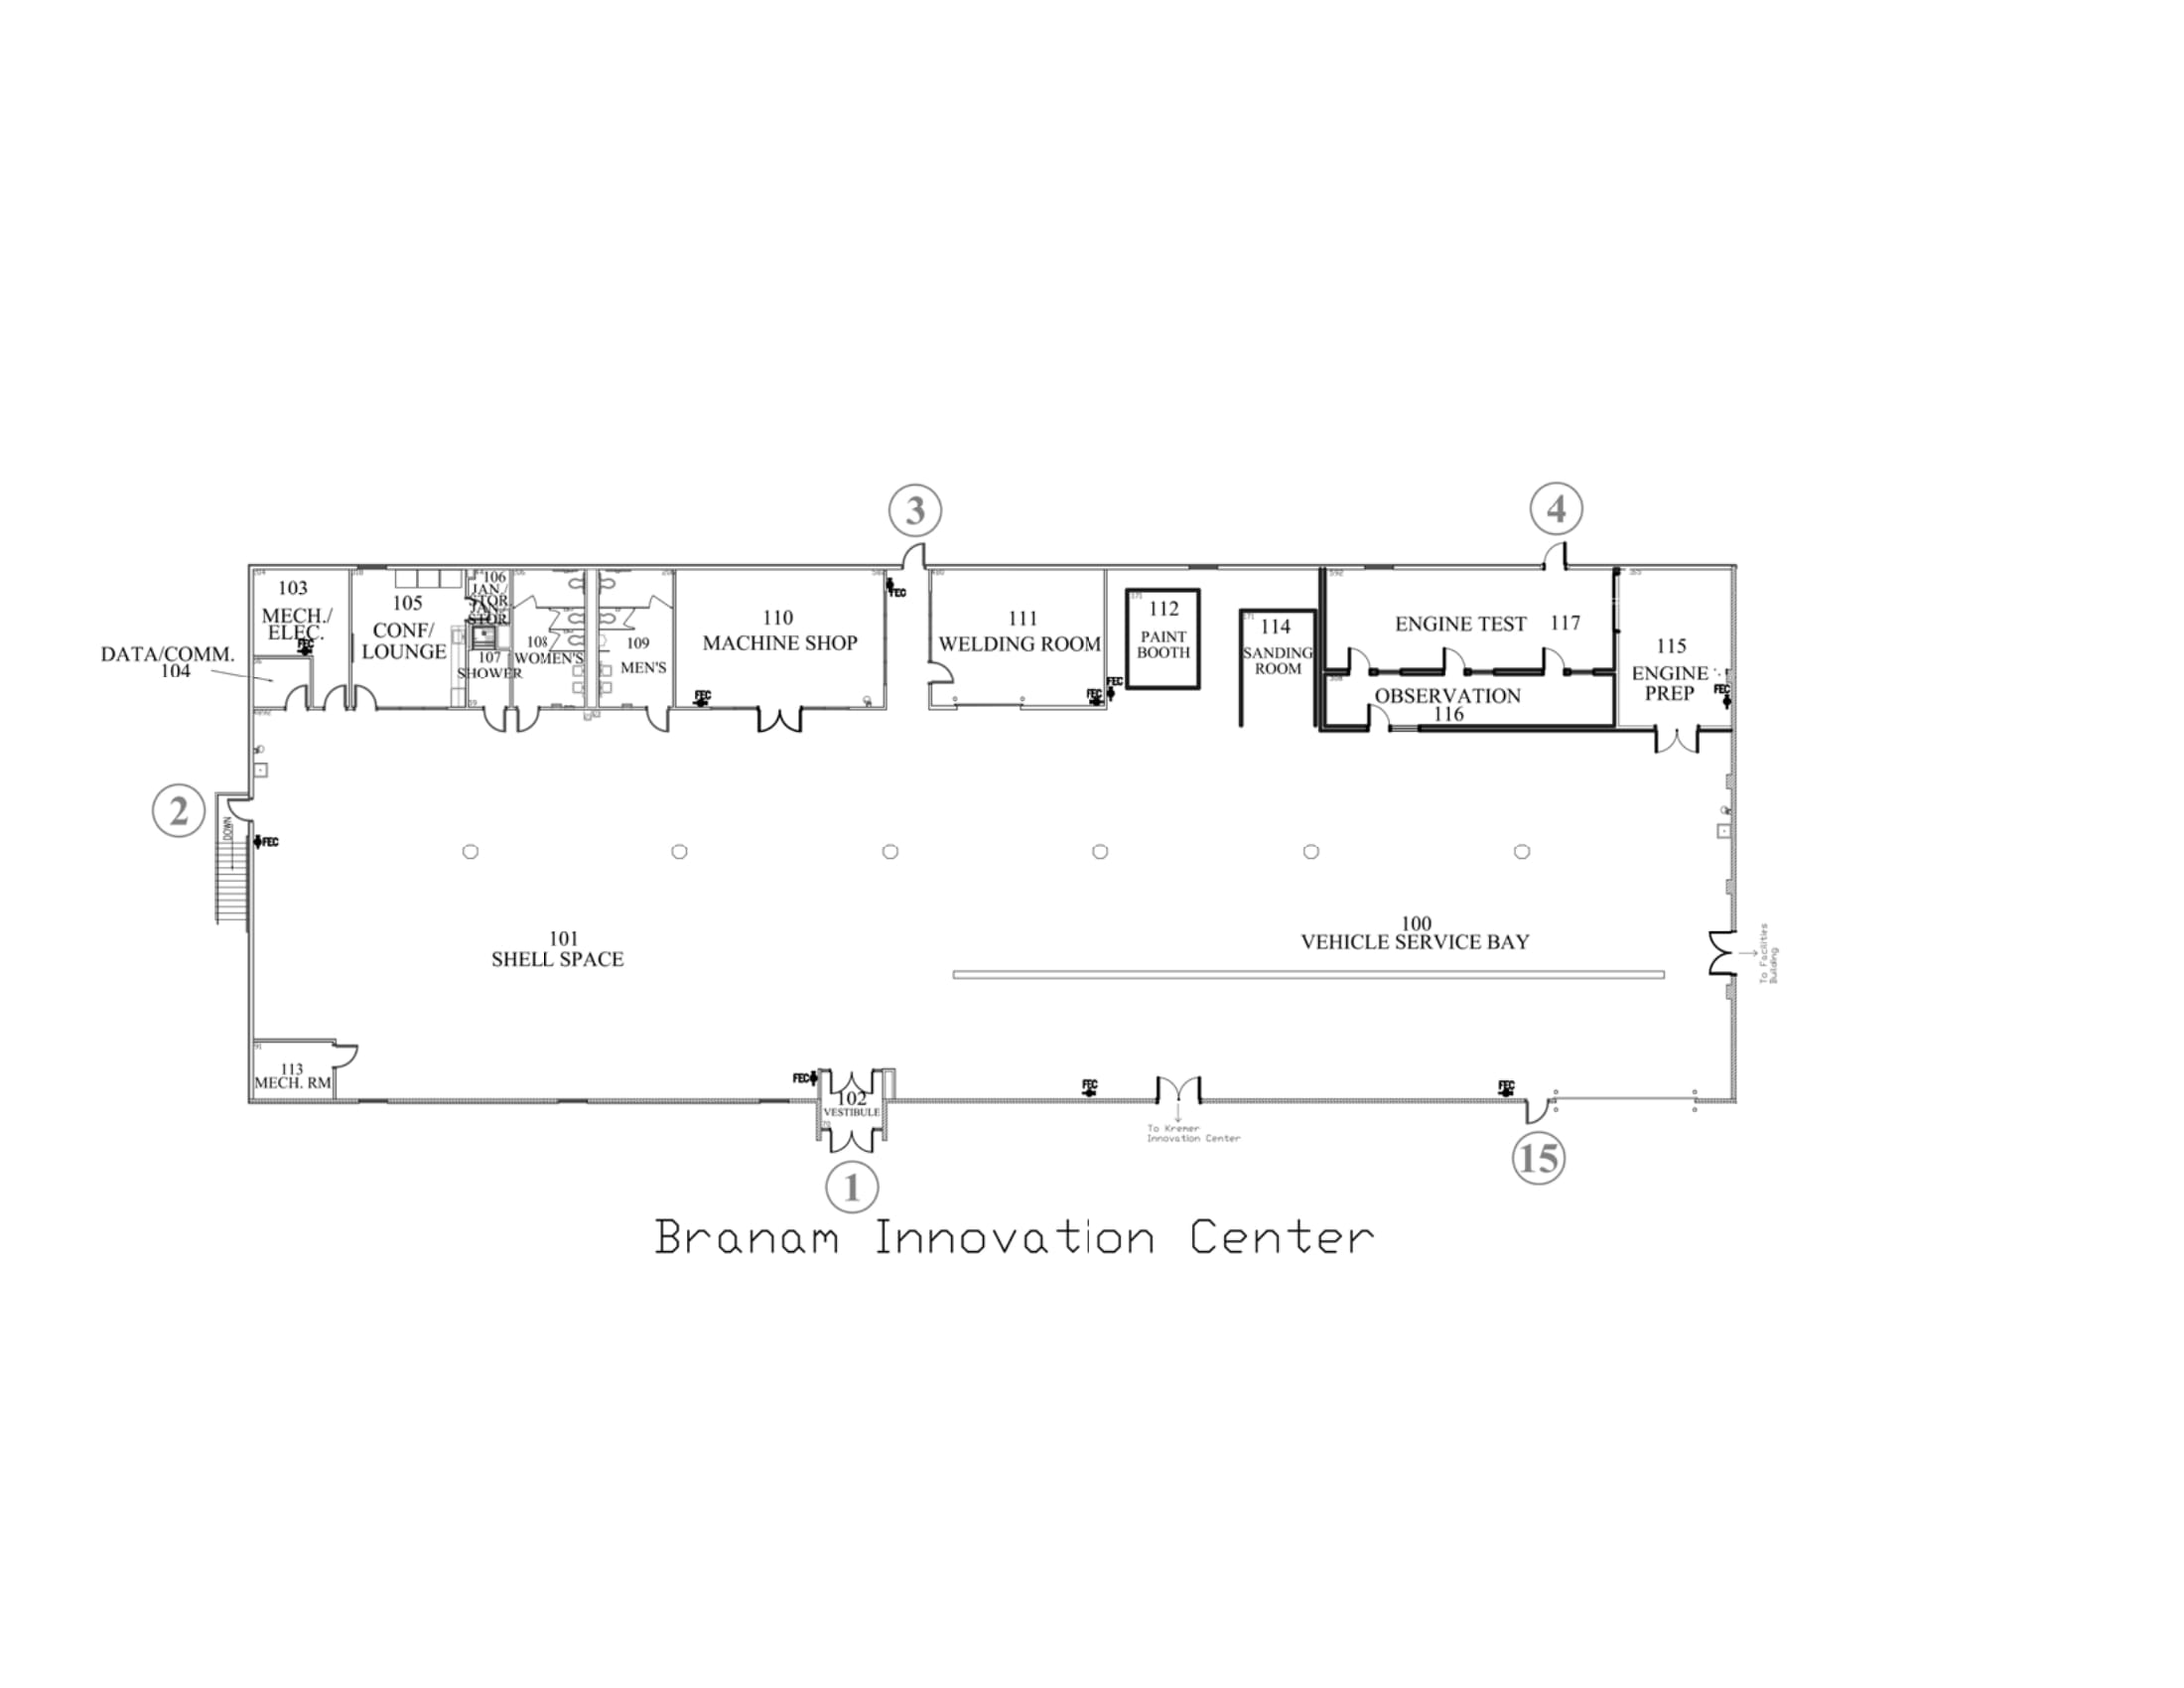 3
4
103
MECH./
ELEC.
FEC
DATA/COMM.
104
105
CONF/
LOUNGE
106
JAN./
STOR.
JAN./
STOR.
107
SHOWER
108
WOMEN'S
109
MEN'S
110
MACHINE SHOP
FEC
FEC
111
WELDING ROOM
FEC
FEC
112
PAINT
BOOTH
114
SANDING
ROOM
ENGINE TEST 117
OBSERVATION
116
115
ENGINE
PREP
FEC
2
DOWN
FEC
101
SHELL SPACE
100
VEHICLE SERVICE BAY
To Facilities
Building
113
MECH. RM
FEC
102
VESTIBULE
FEC
To Kremer
Innovation Center
FEC
1
15
Branam Innovation Center